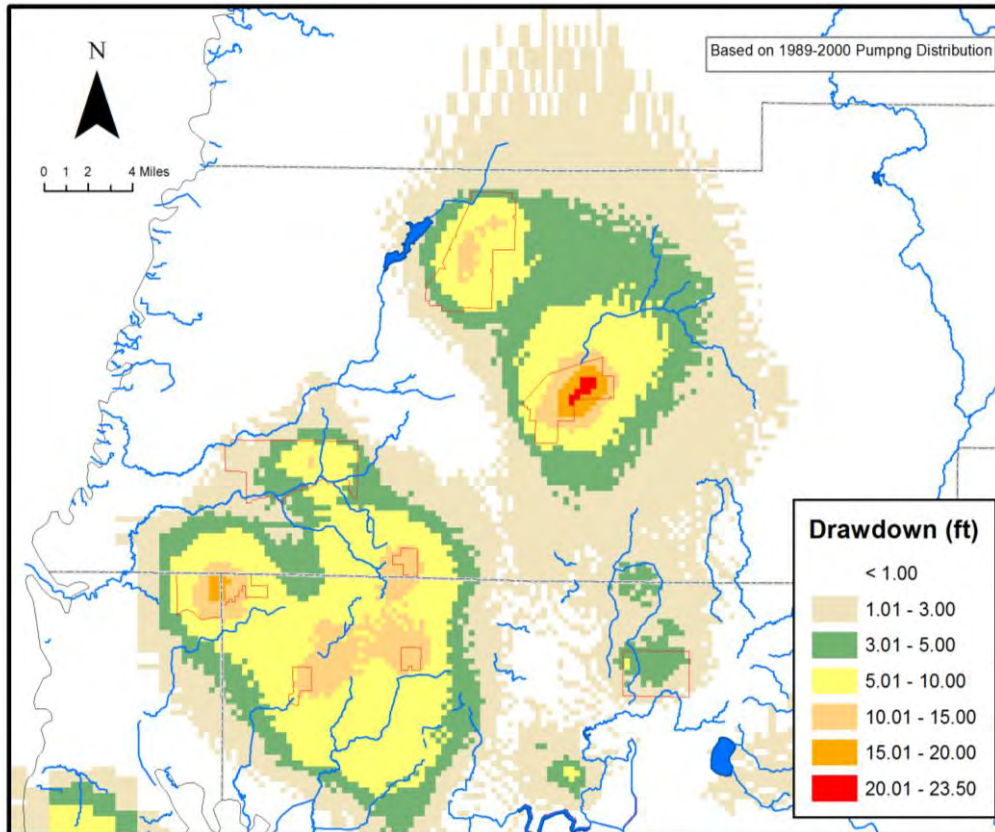 Based on 1989-2000 Pumpng Distribution
N
0 1 2 4 Miles
Drawdown (ft)
< 1.00
1.01 - 3.00
3.01 - 5.00
5.01 - 10.00
10.01 - 15.00
15.01 - 20.00
20.01 - 23.50